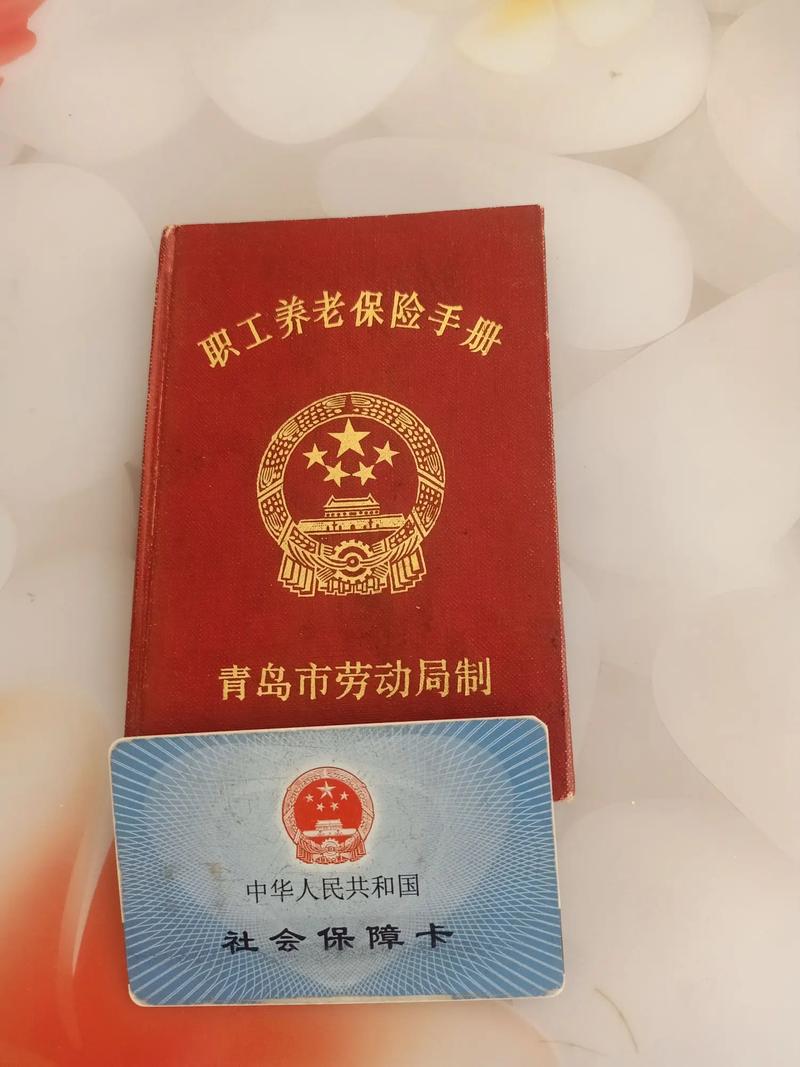 职工养老保险手册
青岛市劳动局制
中华人民共和国
社会保障卡